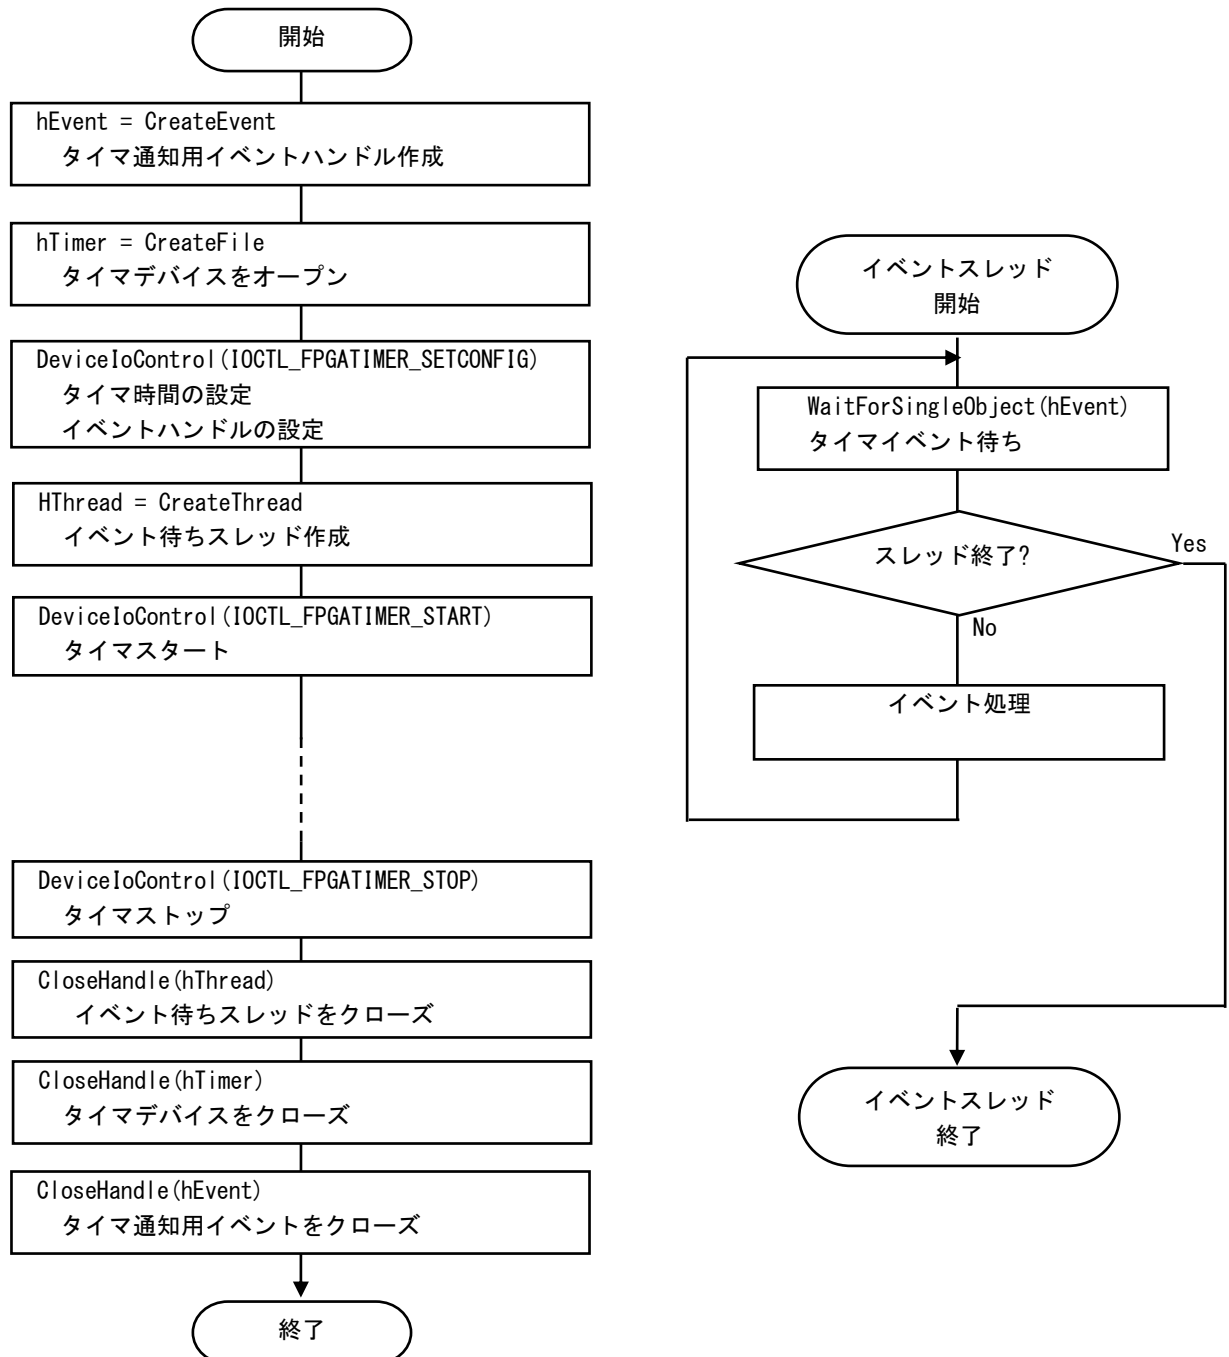 開始
hEvent = CreateEvent
タイマ通知用イベントハンドル作成
hTimer = CreateFile
タイマデバイスをオープン
DeviceIoControl(IOCTL_FPGATIMER_SETCONFIG)
タイマ時間の設定
イベントハンドルの設定
HThread = CreateThread
イベント待ちスレッド作成
DeviceIoControl(IOCTL_FPGATIMER_START)
タイマスタート
DeviceIoControl(IOCTL_FPGATIMER_STOP)
タイマストップ
CloseHandle(hThread)
イベント待ちスレッドをクローズ
CloseHandle(hTimer)
タイマデバイスをクローズ
CloseHandle(hEvent)
タイマ通知用イベントをクローズ
終了
イベントスレッド
開始
WaitForSingleObject(hEvent)
タイマイベント待ち
スレッド終了?
Yes
No
イベント処理
イベントスレッド
終了